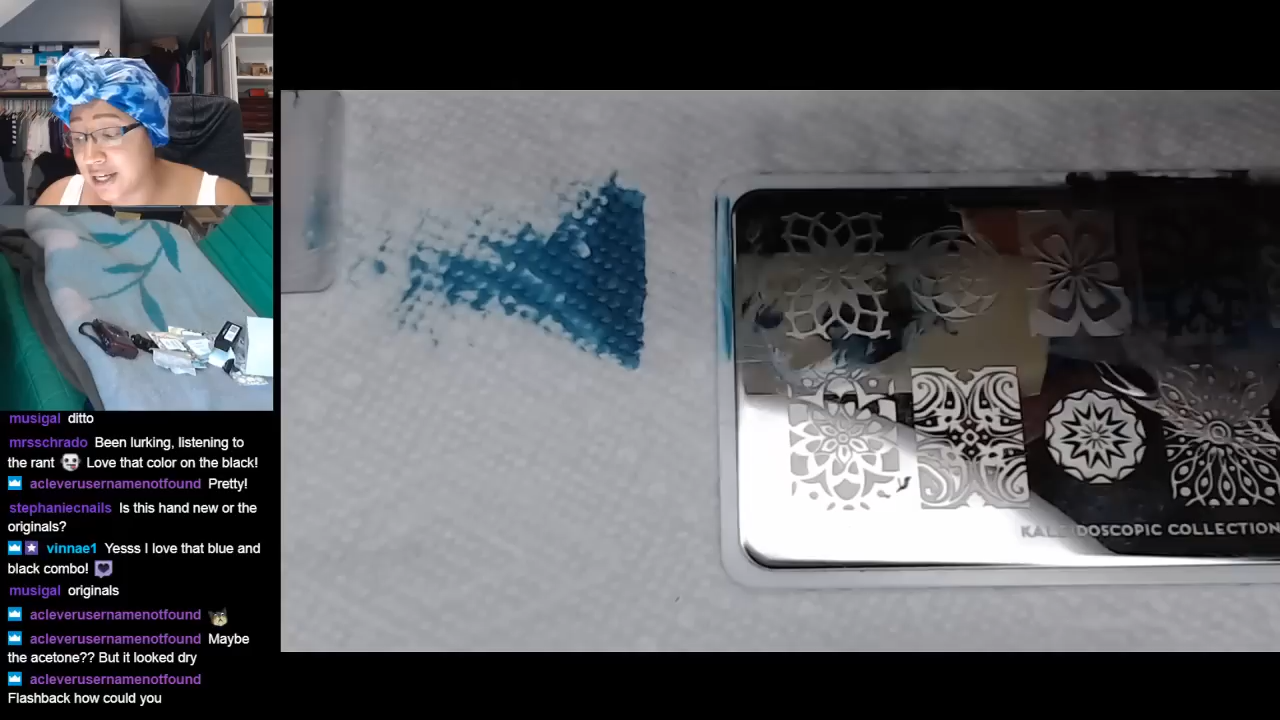 musigal ditto
mrsschrado Been lurking, listening to
the rant Love that color on the black!
acleverusernamenotfound Pretty!
stephaniecnails Is this hand new or the
originals?
vinnae1 Yesss I love that blue and
black combo!
musigal originals
acleverusernamenotfound
acleverusernamenotfound Maybe
the acetone?? But it looked dry
acleverusernamenotfound
Flashback how could you
KALEIDOSCOPIC COLLECTION